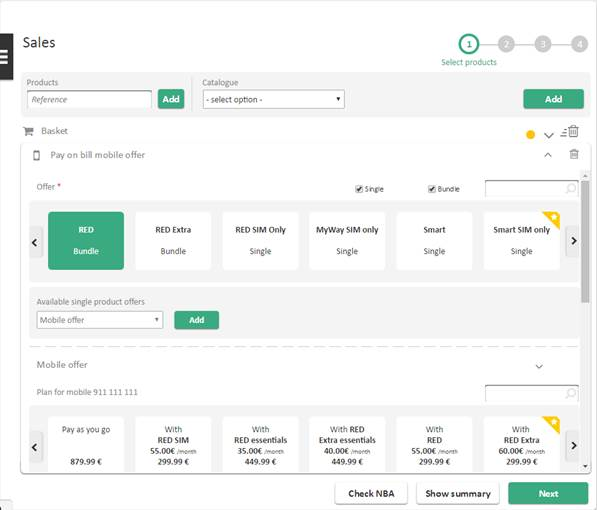 Sales
1 2 3 4
Select products
Products
Catalogue
Reference
Add
- select option -
Add
Basket
Pay on bill mobile offer
Offer *
Single
Bundle
RED
Bundle
RED Extra
Bundle
RED SIM Only
Single
MyWay SIM only
Single
Smart
Single
Smart SIM only
Single
Available single product offers
Mobile offer
Add
Mobile offer
Plan for mobile 911 111 111
Pay as you go
879.99 €
With
RED SIM
55.00€ /month
299.99 €
With
RED essentials
35.00€ /month
449.99 €
With RED
Extra essentials
40.00€ /month
449.99 €
With
RED
55.00€ /month
299.99 €
With
RED Extra
60.00€ /month
299.99 €
Check NBA
Show summary
Next